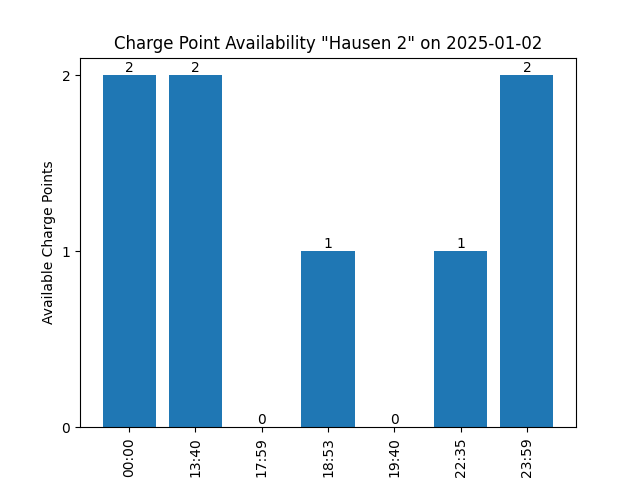 Charge Point Availability "Hausen 2" on 2025-01-02
2 2 0 1 0 1 2
Available Charge Points
2
1
0
00:00 13:40 17:59 18:53 19:40 22:35 23:59